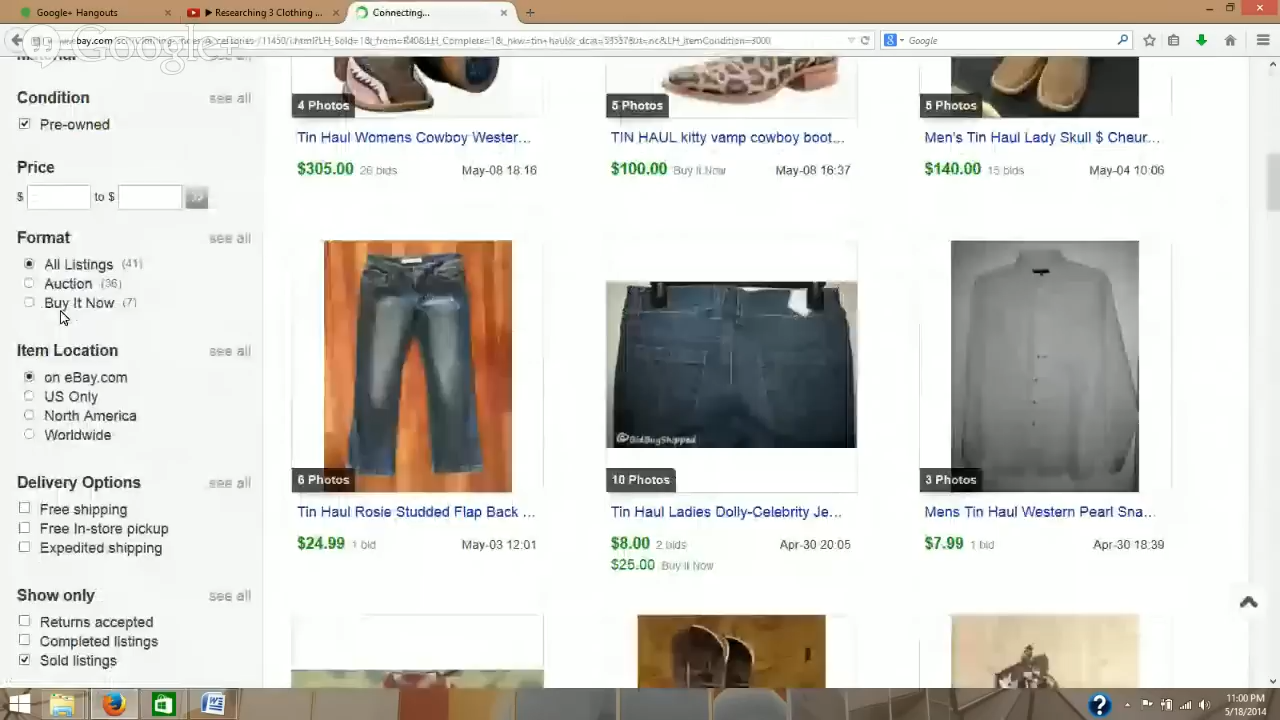 Google+ Hangouts
Researching 3 Clothing ...
Connecting...
Google+
Google
Condition see all
Pre-owned
Price
$ to $
Format see all
All Listings (41)
Auction (36)
Buy It Now (7)
Item Location see all
on eBay.com
US Only
North America
Worldwide
Delivery Options see all
Free shipping
Free In-store pickup
Expedited shipping
Show only see all
Returns accepted
Completed listings
Sold listings
4 Photos
Tin Haul Womens Cowboy Wester...
$305.00 26 bids May-08 18:16
5 Photos
TIN HAUL kitty vamp cowboy boot...
$100.00 Buy It Now May-08 16:37
5 Photos
Men's Tin Haul Lady Skull $ Cheur...
$140.00 15 bids May-04 10:06
6 Photos
Tin Haul Rosie Studded Flap Back ...
$24.99 1 bid May-03 12:01
BidBugShipped
10 Photos
Tin Haul Ladies Dolly-Celebrity Je...
$8.00 2 bids Apr-30 20:05
$25.00 Buy It Now
3 Photos
Mens Tin Haul Western Pearl Sna...
$7.99 1 bid Apr-30 18:39
11:00 PM
5/18/2014